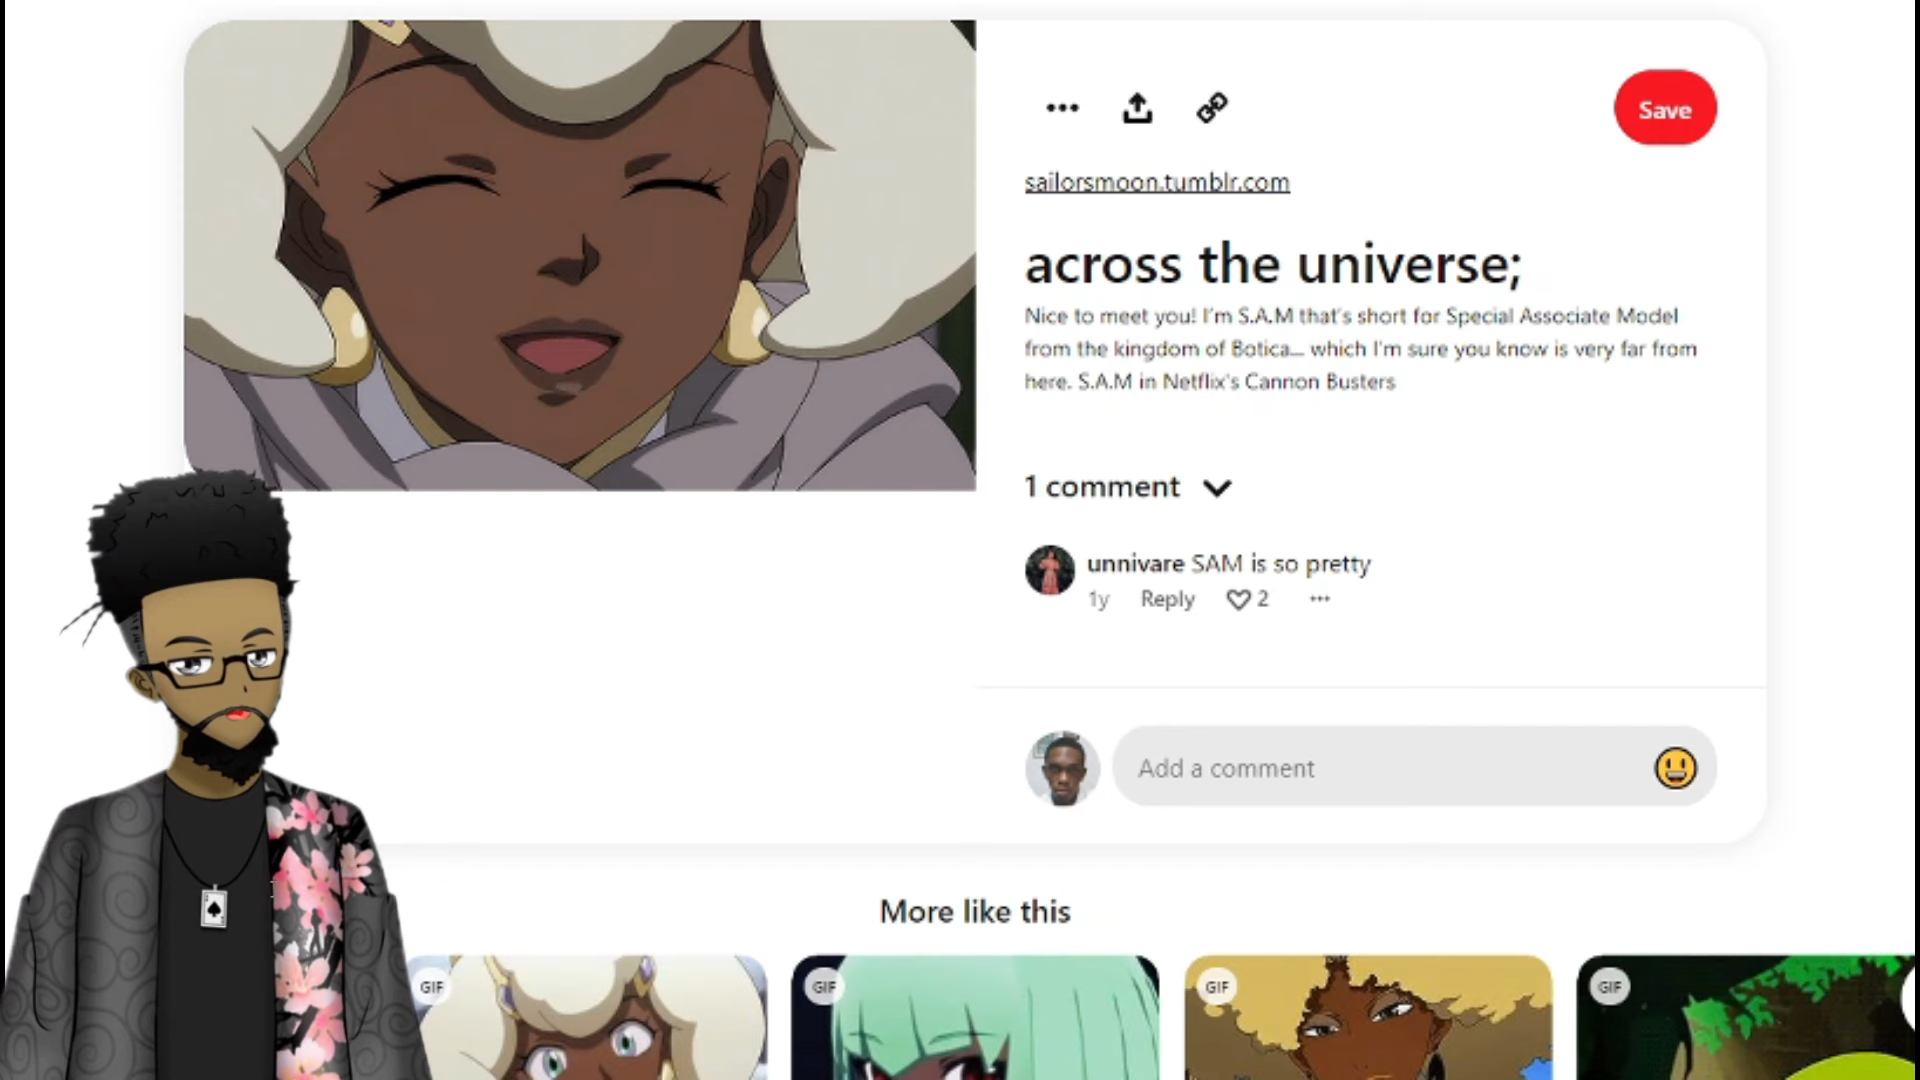 Save
sailorsmoon.tumblr.com
across the universe;
Nice to meet you! I'm S.A.M that's short for Special Associate Model
from the kingdom of Botica... which I'm sure you know is very far from
here. S.A.M in Netflix's Cannon Busters
1 comment
unnivare SAM is so pretty
1y Reply 2
Add a comment
More like this
GIF GIF GIF GIF